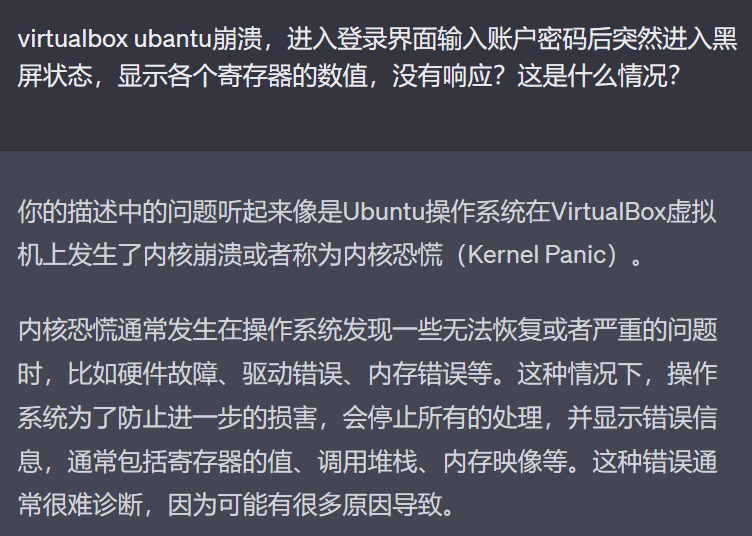 virtualbox ubantu崩溃，进入登录界面输入账户密码后突然进入黑
屏状态，显示各个寄存器的数值，没有响应？这是什么情况？
你的描述中的问题听起来像是Ubuntu操作系统在VirtualBox虚拟
机上发生了内核崩溃或者称为内核恐慌（Kernel Panic）。
内核恐慌通常发生在操作系统发现一些无法恢复或者严重的问题
时，比如硬件故障、驱动错误、内存错误等。这种情况下，操作
系统为了防止进一步的损害，会停止所有的处理，并显示错误信
息，通常包括寄存器的值、调用堆栈、内存映像等。这种错误通
常很难诊断，因为可能有很多原因导致。